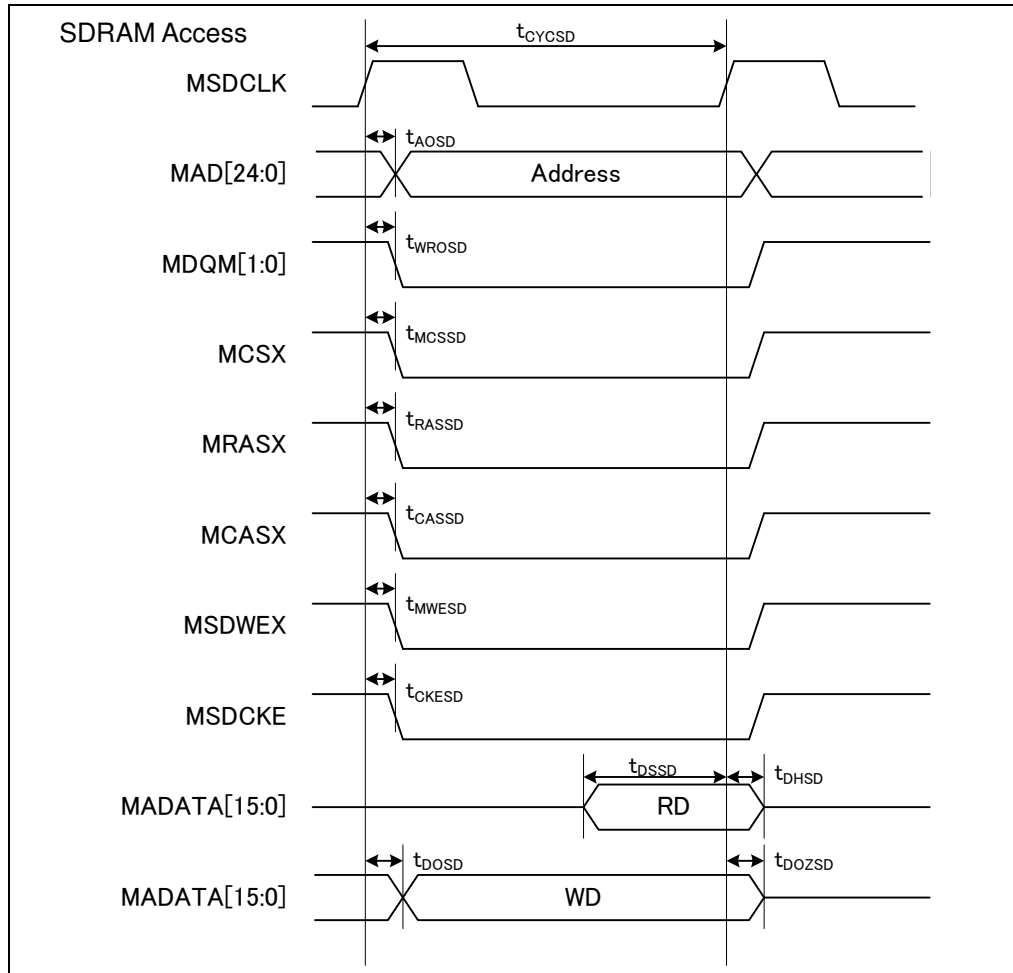 SDRAM Access
tCYCSD
MSDCLK
tAOSD
MAD[24:0]
Address
tWROSD
MDQM[1:0]
tMCSSD
MCSX
tRASSD
MRASX
tCASSD
MCASX
tMWESD
MSDWEX
tCKESD
MSDCKE
tDSSD
tDHSD
MADATA[15:0]
RD
tDOSD
tDOZSD
MADATA[15:0]
WD